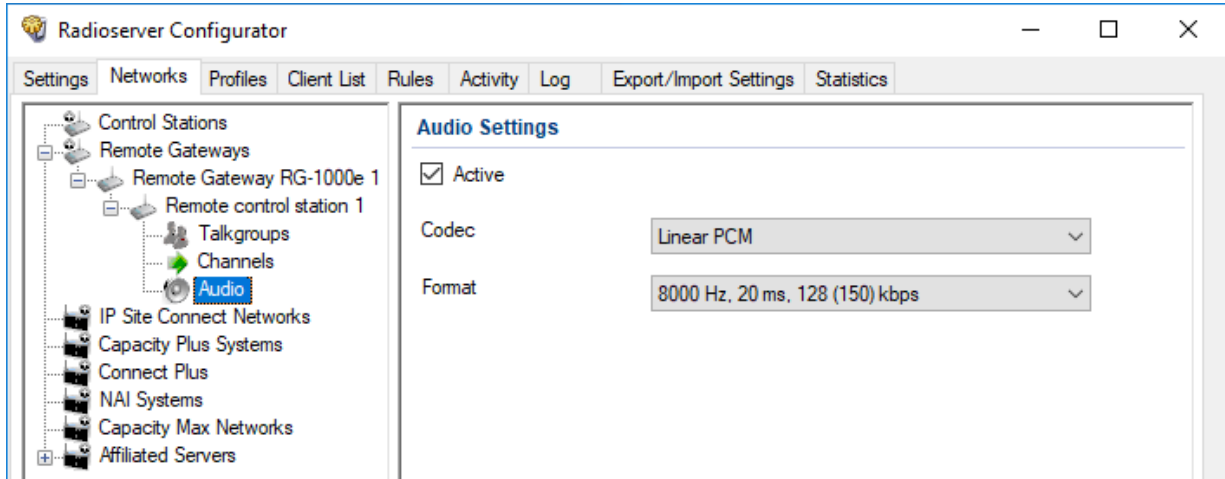 Radioserver Configurator
Settings Networks Profiles Client List Rules Activity Log Export/Import Settings Statistics
Control Stations
Remote Gateways
Remote Gateway RG-1000e 1
Remote control station 1
Talkgroups
Channels
Audio
IP Site Connect Networks
Capacity Plus Systems
Connect Plus
NAI Systems
Capacity Max Networks
Affiliated Servers
Audio Settings
Active
Codec Linear PCM
Format 8000 Hz, 20 ms, 128 (150) kbps